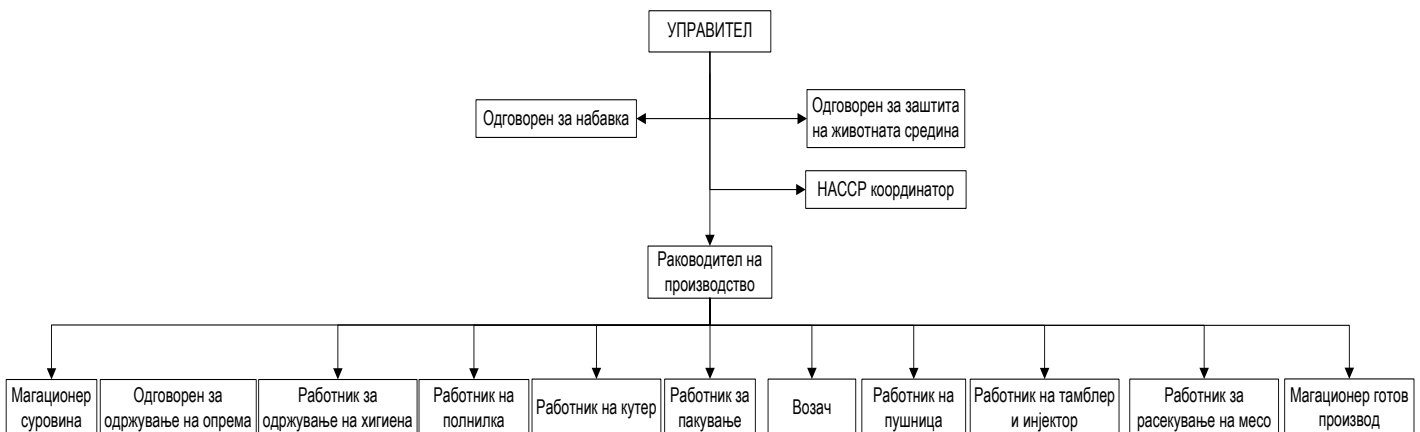 УПРАВИТЕЛ
Одговорен за набавка
Одговорен за заштита
на животната средина
НАССР координатор
Раководител на
производство
Магационер
суровина
Одговорен за
одржување на опрема
Работник за
одржување на хигиена
Работник на
полнилка
Работник на кутер
Работник за
пакување
Возач
Работник на
пушница
Работник на тамблер
и инјектор
Работник за
расекување на месо
Магационер готов
производ